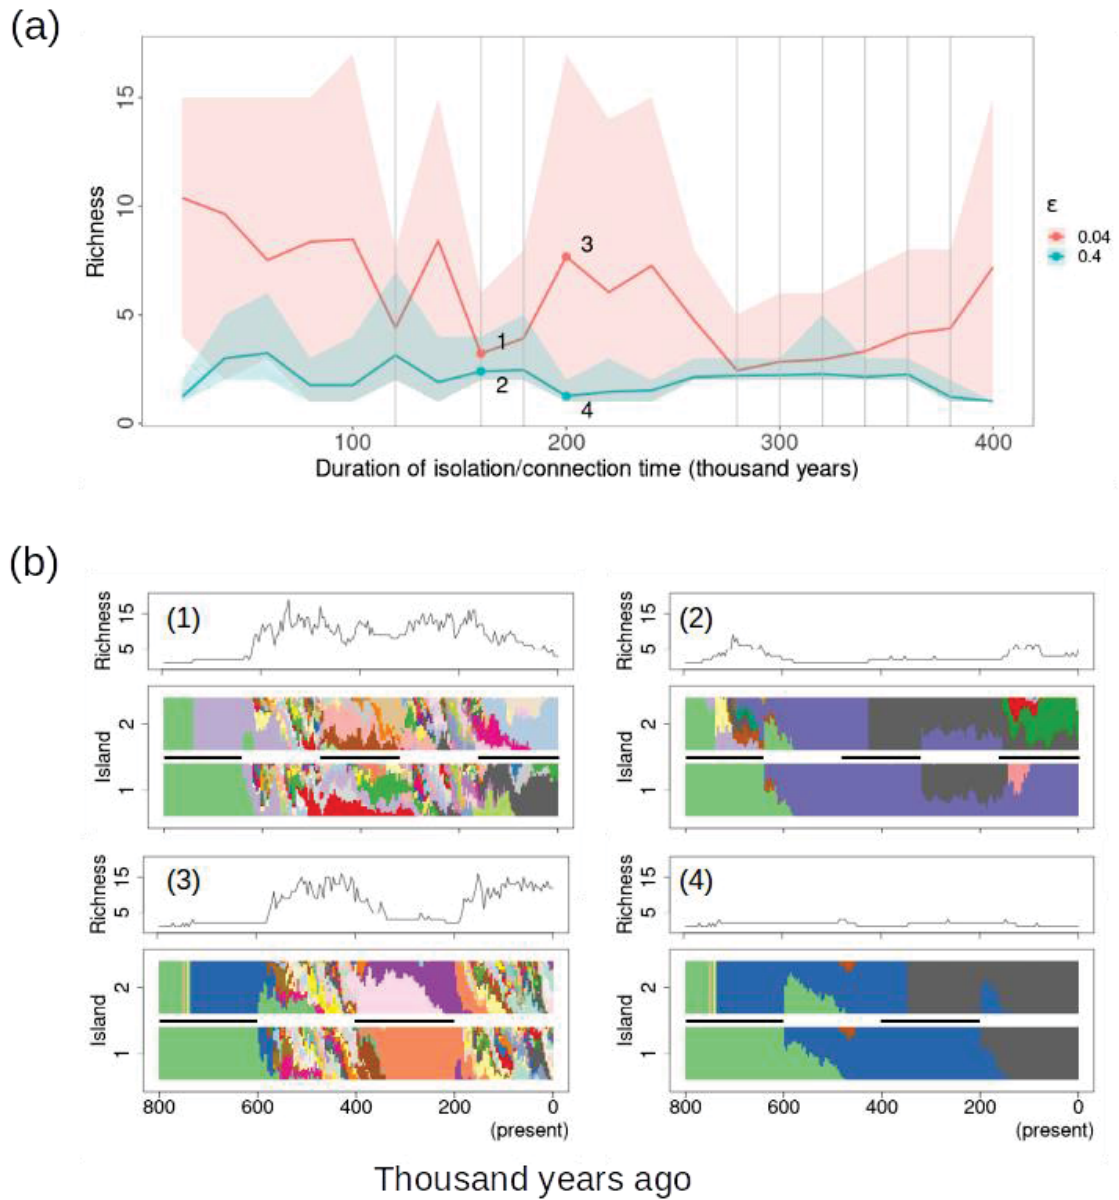 (a)
Richness
15
10
5
0
1
2
3
4
100
200
300
400
Duration of isolation/connection time (thousand years)
ε
0.04
0.4
(b)
Richness
15
5
(1)
Island
2
1
Richness
15
5
(2)
Island
2
1
Richness
15
5
(3)
Island
2
1
800
600
400
200
0
(present)
Richness
15
5
(4)
Island
2
1
800
600
400
200
0
(present)
Thousand years ago